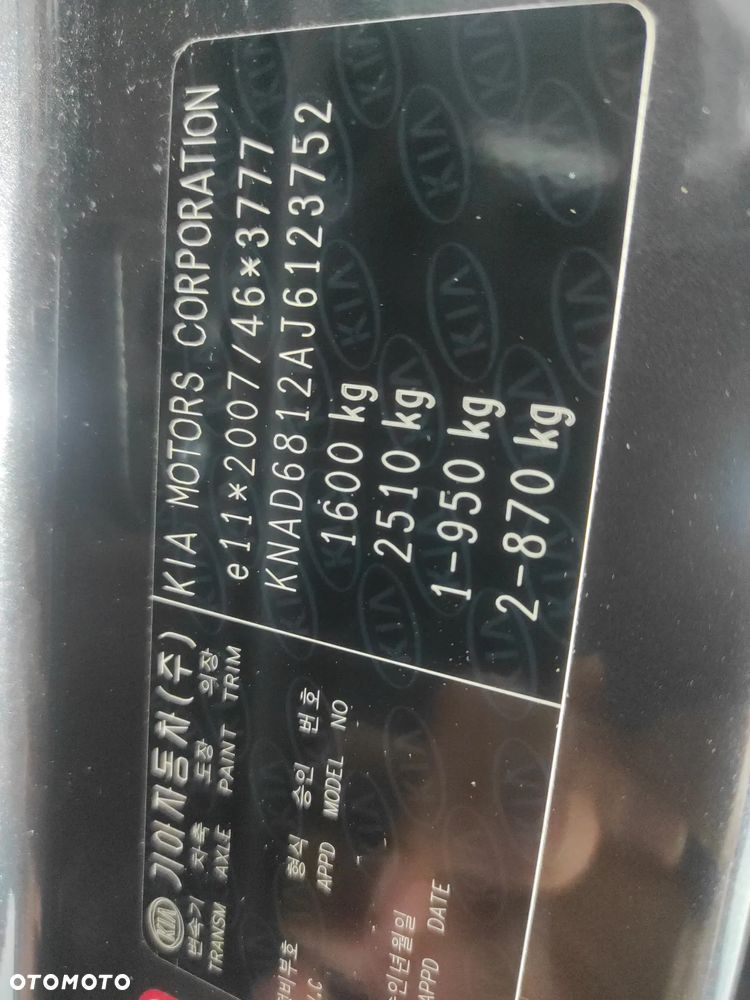 KIA 기아자동차(주) KIA MOTORS CORPORATION
변속기 차축 도장 의장
TRANSM AXLE PAINT TRIM
e11*2007/46*3777
KNAD6812AJ6123752
형식 승인 번호
APPD MODEL NO
1600 kg
2510 kg
1-950 kg
2-870 kg
APPD DATE
OTOMOTO